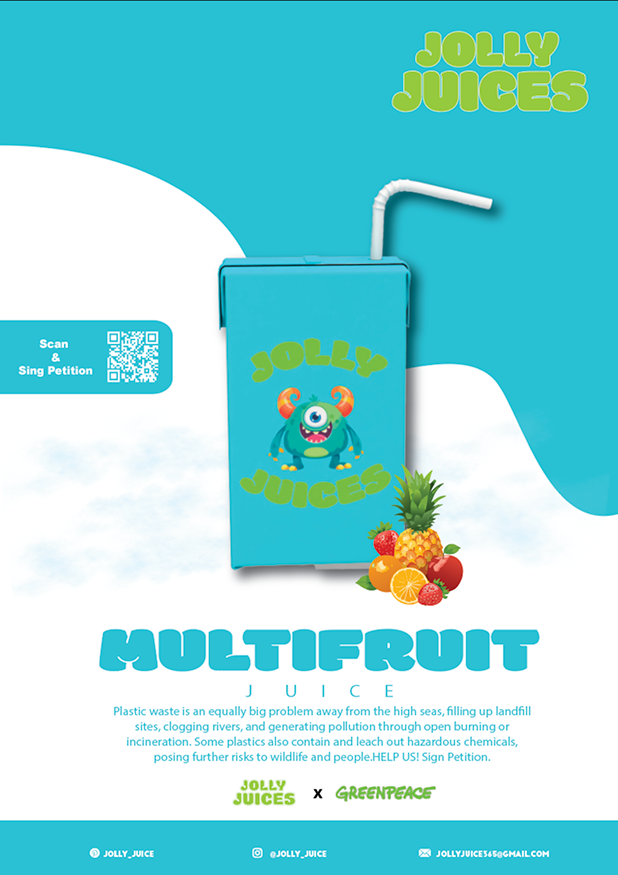 JOLLY
JUICES
Scan
&
Sing Petition
JOLLY
JUICES
MULTIFRUIT
JUICE
Plastic waste is an equally big problem away from the high seas, filling up landfill
sites, clogging rivers, and generating pollution through open burning or
incineration. Some plastics also contain and leach out hazardous chemicals,
posing further risks to wildlife and people.HELP US! Sign Petition.
JOLLY
JUICES
X
GREENPEACE
JOLLY_JUICE
@JOLLY_JUICE
JOLLYJUICE365@GMAIL.COM